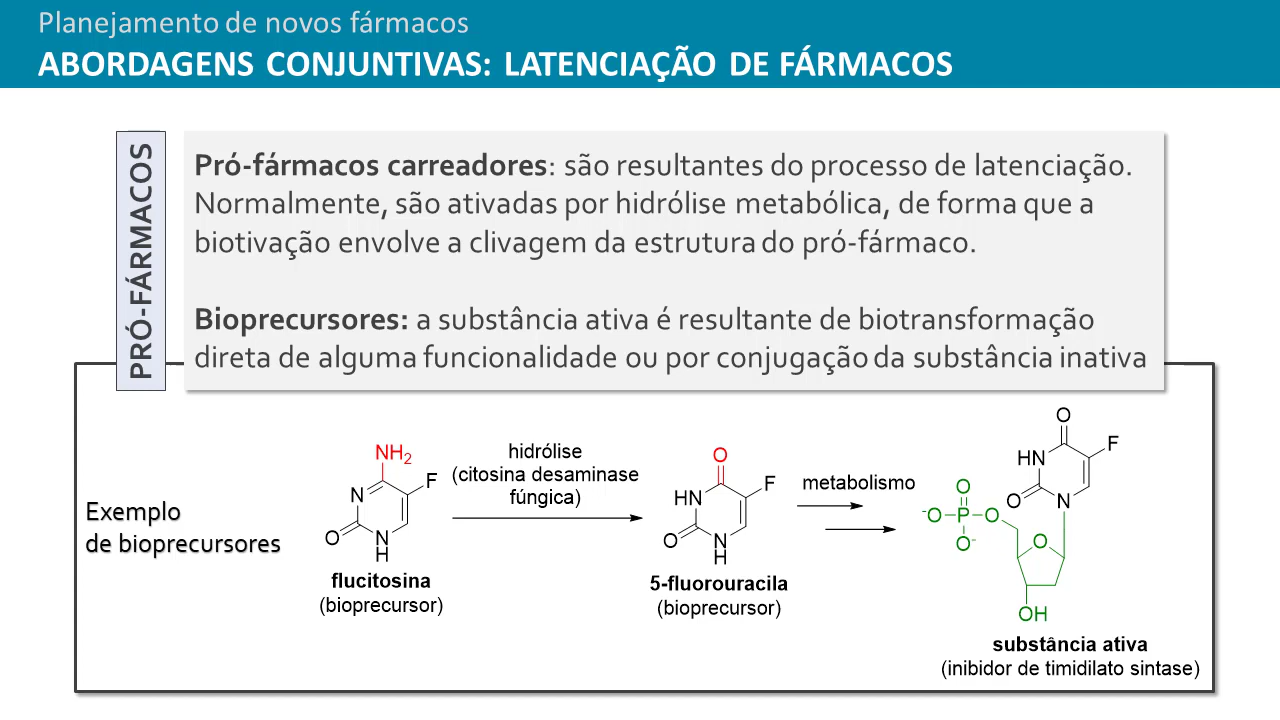 Planejamento de novos fármacos
ABORDAGENS CONJUNTIVAS: LATENCIAÇÃO DE FÁRMACOS
PRÓ-FÁRMACOS
Pró-fármacos carreadores: são resultantes do processo de latenciação.
Normalmente, são ativadas por hidrólise metabólica, de forma que a
biotivação envolve a clivagem da estrutura do pró-fármaco.
Bioprecursores: a substância ativa é resultante de biotransformação
direta de alguma funcionalidade ou por conjugação da substância inativa
Exemplo
de bioprecursores
NH2
N
F
O
N
H
flucitosina
(bioprecursor)
hidrólise
(citosina desaminase
fúngica)
O
HN
F
O
N
H
5-fluorouracila
(bioprecursor)
metabolismo
O
F
HN
O
N
O
-O
P
O
O-
O
OH
substância ativa
(inibidor de timidilato sintase)